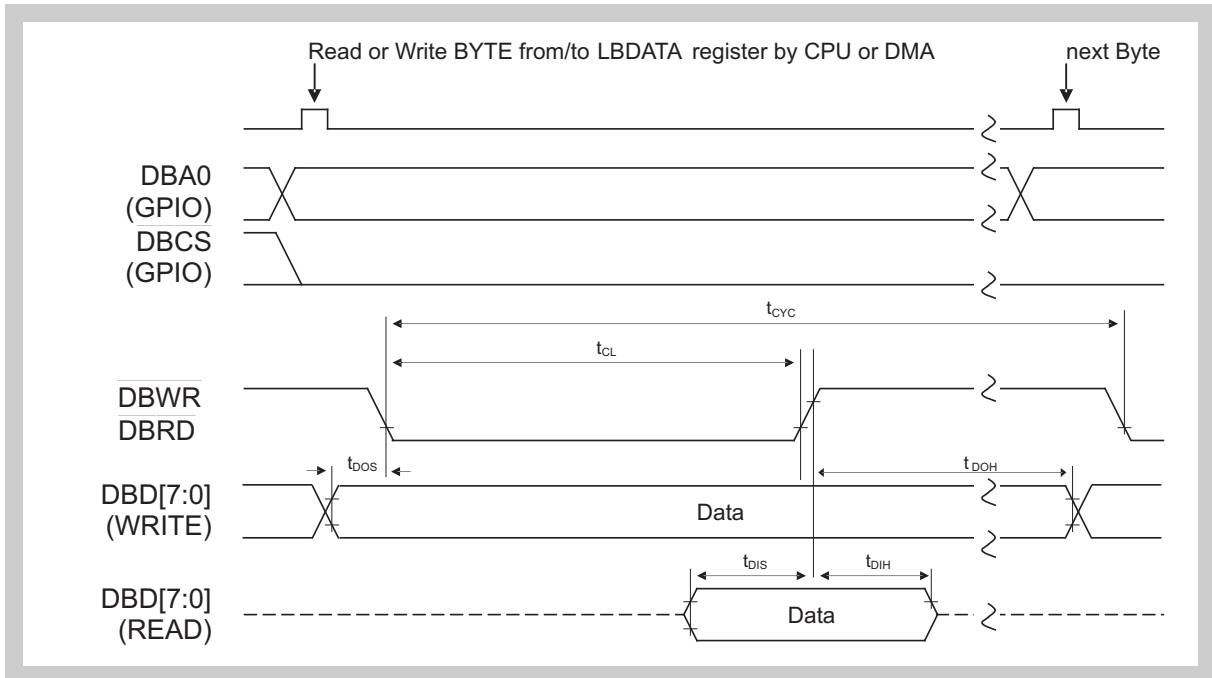 Read or Write BYTE from/to LBDATA register by CPU or DMA
next Byte
DBA0
(GPIO)
DBCS
(GPIO)
tCYC
tCL
DBWR
DBRD
tDOS
tDOH
DBD[7:0]
(WRITE)
Data
tDIS
tDIH
DBD[7:0]
(READ)
Data